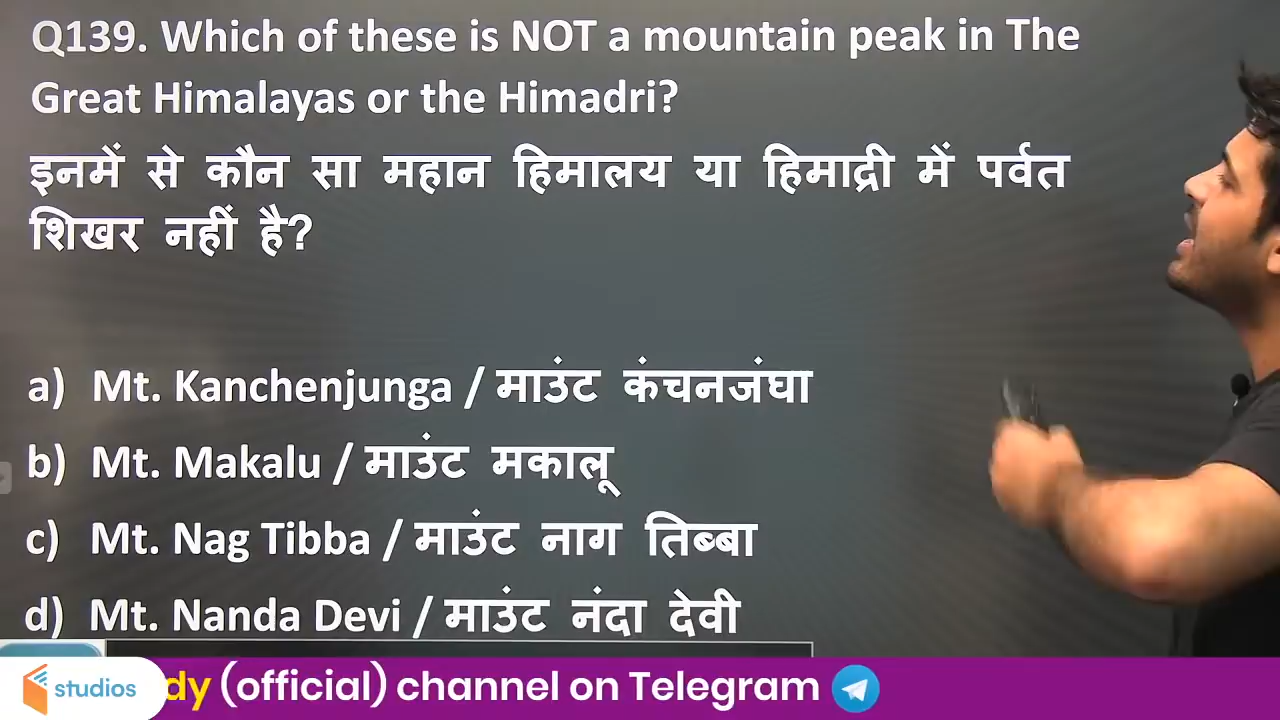 Q139. Which of these is NOT a mountain peak in The
Great Himalayas or the Himadri?
इनमें से कौन सा महान हिमालय या हिमाद्री में पर्वत
शिखर नहीं है?
a) Mt. Kanchenjunga / माउंट कंचनजंघा
b) Mt. Makalu / माउंट मकालू
c) Mt. Nag Tibba / माउंट नाग तिब्बा
d) Mt. Nanda Devi / माउंट नंदा देवी
studios dy (official) channel on Telegram